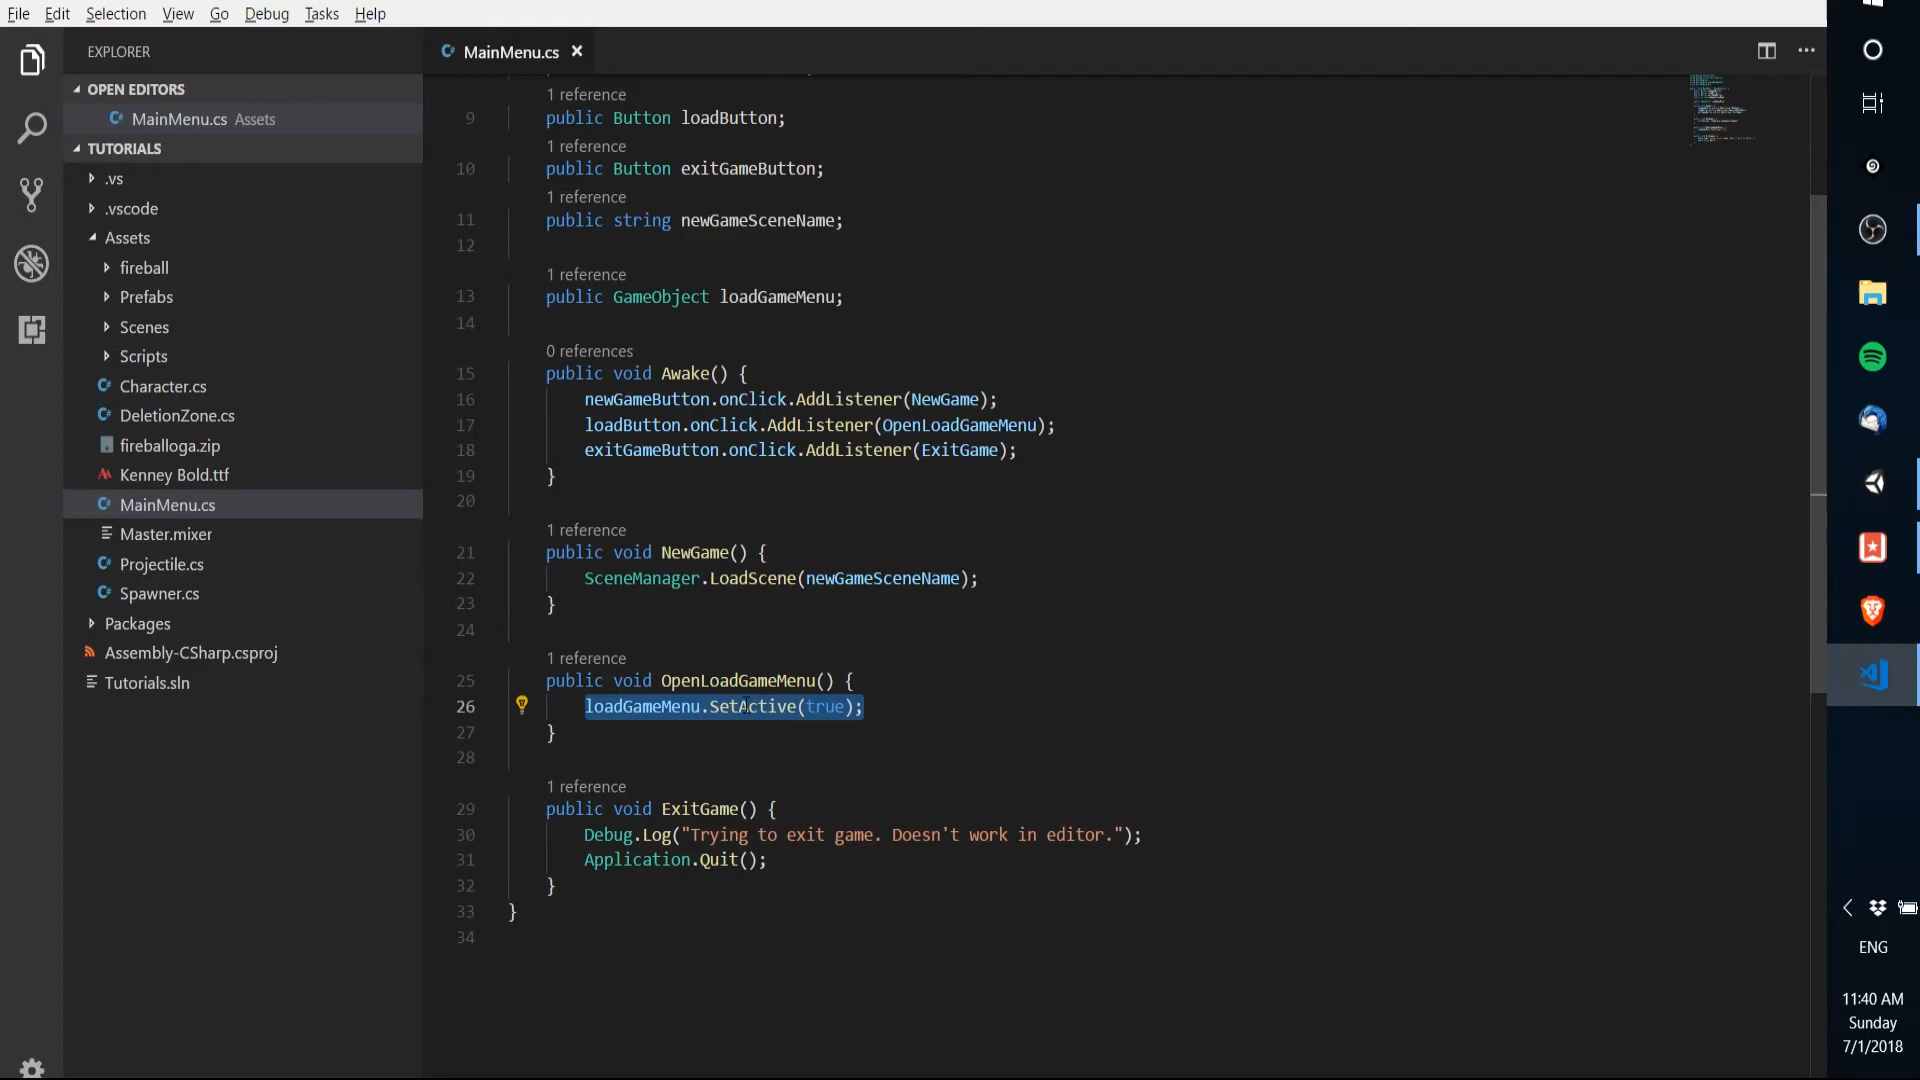 File Edit Selection View Go Debug Tasks Help
EXPLORER
OPEN EDITORS
MainMenu.cs Assets
TUTORIALS
.vs
.vscode
Assets
fireball
Prefabs
Scenes
Scripts
Character.cs
DeletionZone.cs
fireballoga.zip
Kenney Bold.ttf
MainMenu.cs
Master.mixer
Projectile.cs
Spawner.cs
Packages
Assembly-CSharp.csproj
Tutorials.sln
MainMenu.cs
1 reference
9 public Button loadButton;
1 reference
10 public Button exitGameButton;
1 reference
11 public string newGameSceneName;
12
1 reference
13 public GameObject loadGameMenu;
14
0 references
15 public void Awake() {
16 newGameButton.onClick.AddListener(NewGame);
17 loadButton.onClick.AddListener(OpenLoadGameMenu);
18 exitGameButton.onClick.AddListener(ExitGame);
19 }
20
1 reference
21 public void NewGame() {
22 SceneManager.LoadScene(newGameSceneName);
23 }
24
1 reference
25 public void OpenLoadGameMenu() {
26 loadGameMenu.SetActive(true);
27 }
28
1 reference
29 public void ExitGame() {
30 Debug.Log("Trying to exit game. Doesn't work in editor.");
31 Application.Quit();
32 }
33 }
34
ENG
11:40 AM
Sunday
7/1/2018